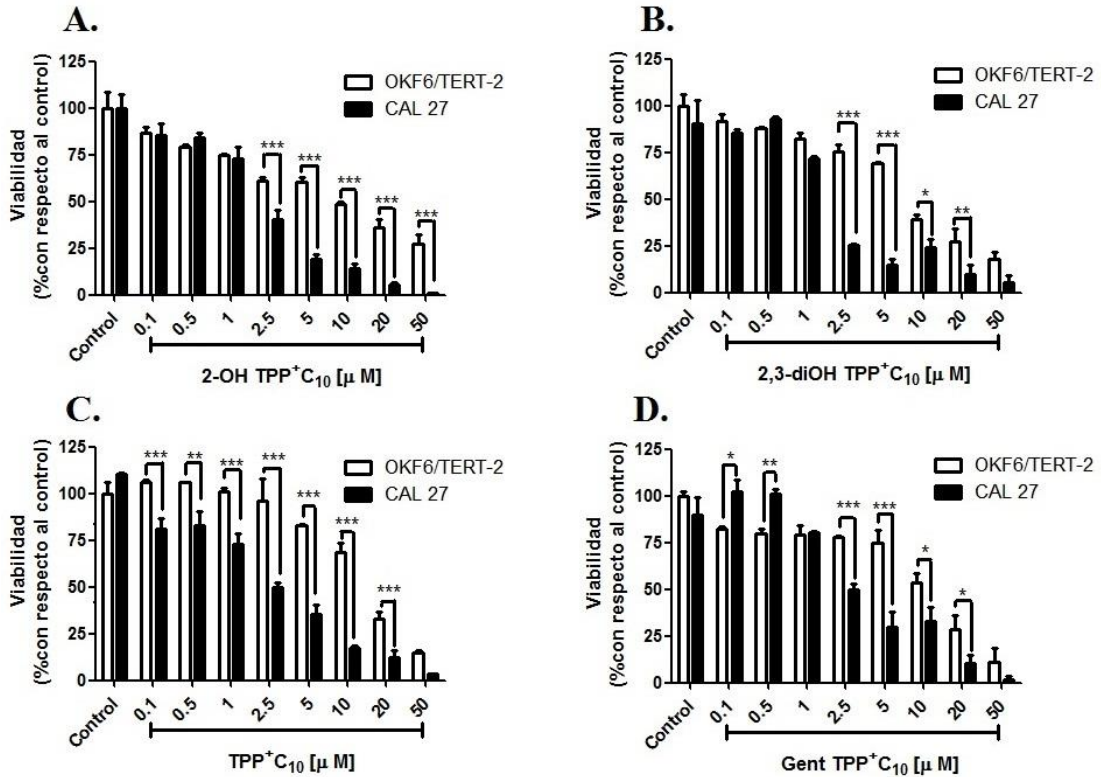 A.
Viabilidad
(%con respecto al control)
125
100
75
50
25
0
OKF6/TERT-2
CAL 27
***
***
***
***
***
Control
0.1
0.5
1
2.5
5
10
20
50
2-OH TPP+C10 [μ M]
B.
Viabilidad
(%con respecto al control)
125
100
75
50
25
0
OKF6/TERT-2
CAL 27
***
***
*
**
Control
0.1
0.5
1
2.5
5
10
20
50
2,3-diOH TPP+C10 [μ M]
C.
Viabilidad
(%con respecto al control)
125
100
75
50
25
0
OKF6/TERT-2
CAL 27
***
**
***
***
***
***
***
Control
0.1
0.5
1
2.5
5
10
20
50
TPP+C10 [μ M]
D.
Viabilidad
(%con respecto al control)
125
100
75
50
25
0
OKF6/TERT-2
CAL 27
*
**
***
***
*
*
Control
0.1
0.5
1
2.5
5
10
20
50
Gent TPP+C10 [μ M]